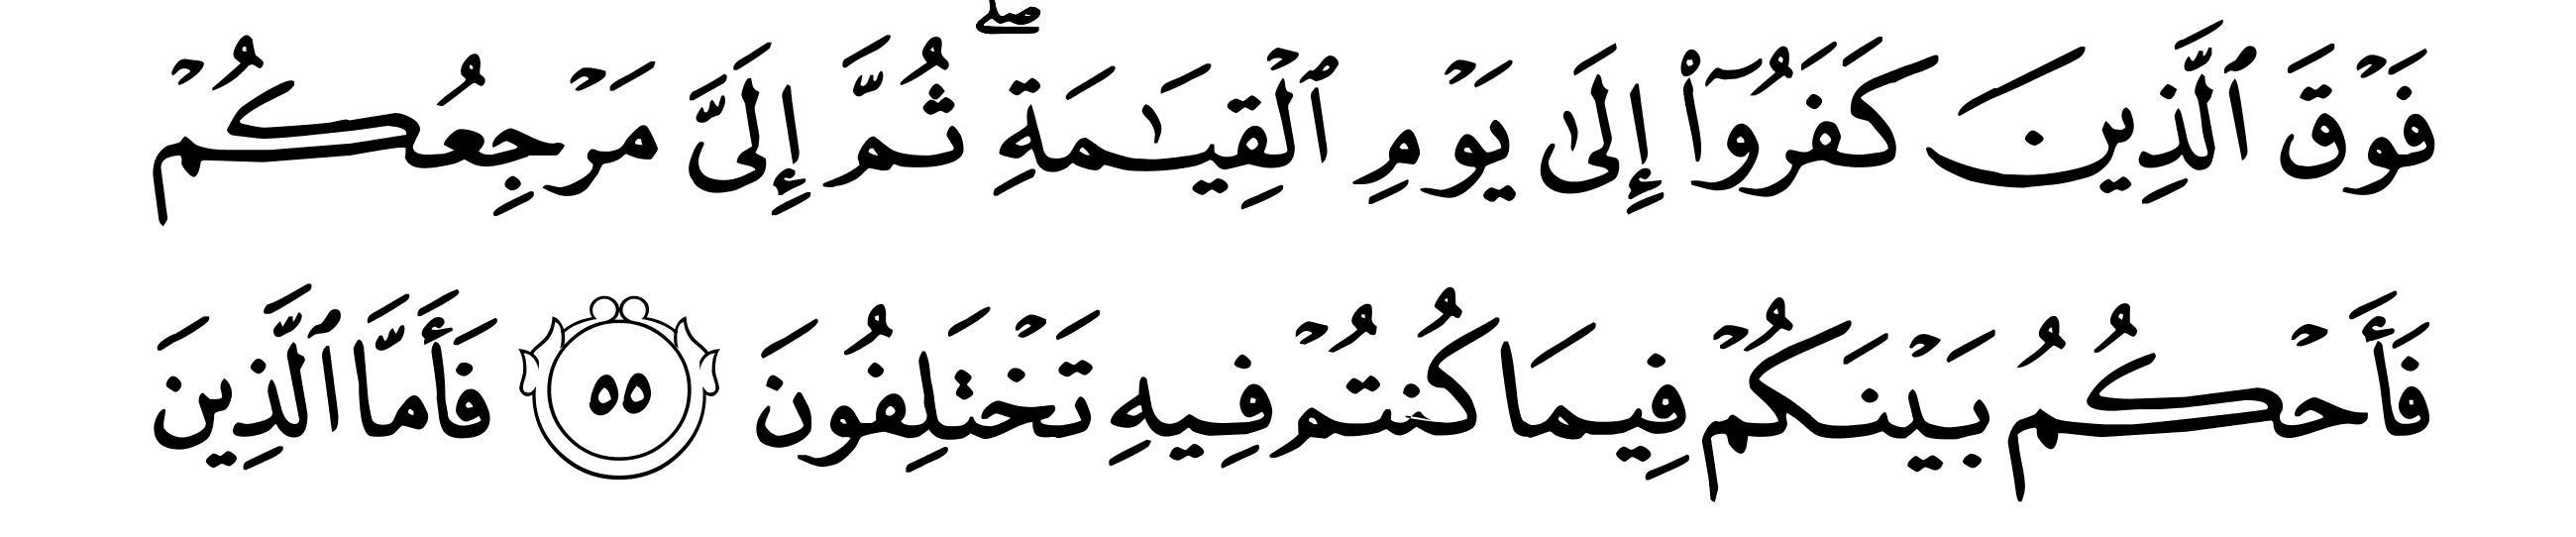 فَوْقَ ٱلَّذِينَ كَفَرُوٓا۟ إِلَىٰ يَوْمِ ٱلْقِيَـٰمَةِ ۖ ثُمَّ إِلَىَّ مَرْجِعُكُمْ
فَأَحْكُمُ بَيْنَكُمْ فِيمَا كُنتُمْ فِيهِ تَخْتَلِفُونَ ٥٥ فَأَمَّا ٱلَّذِينَ